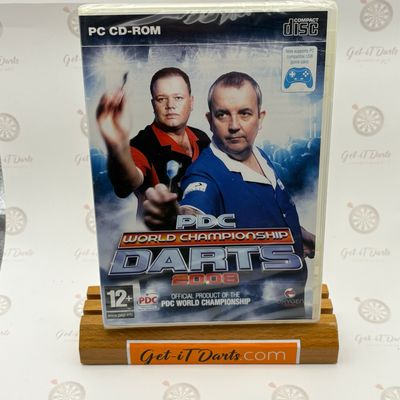 PC CD-ROM
COMPACT
disc
Now supports PC
compatible USB
game pads
PDC
WORLD CHAMPIONSHIP
DARTS
2008
12+
www.pegi.info
PDC
OFFICIAL PRODUCT OF THE
PDC WORLD CHAMPIONSHIP
OXYGEN
Get-iT Darts.com
Get-iT Darts